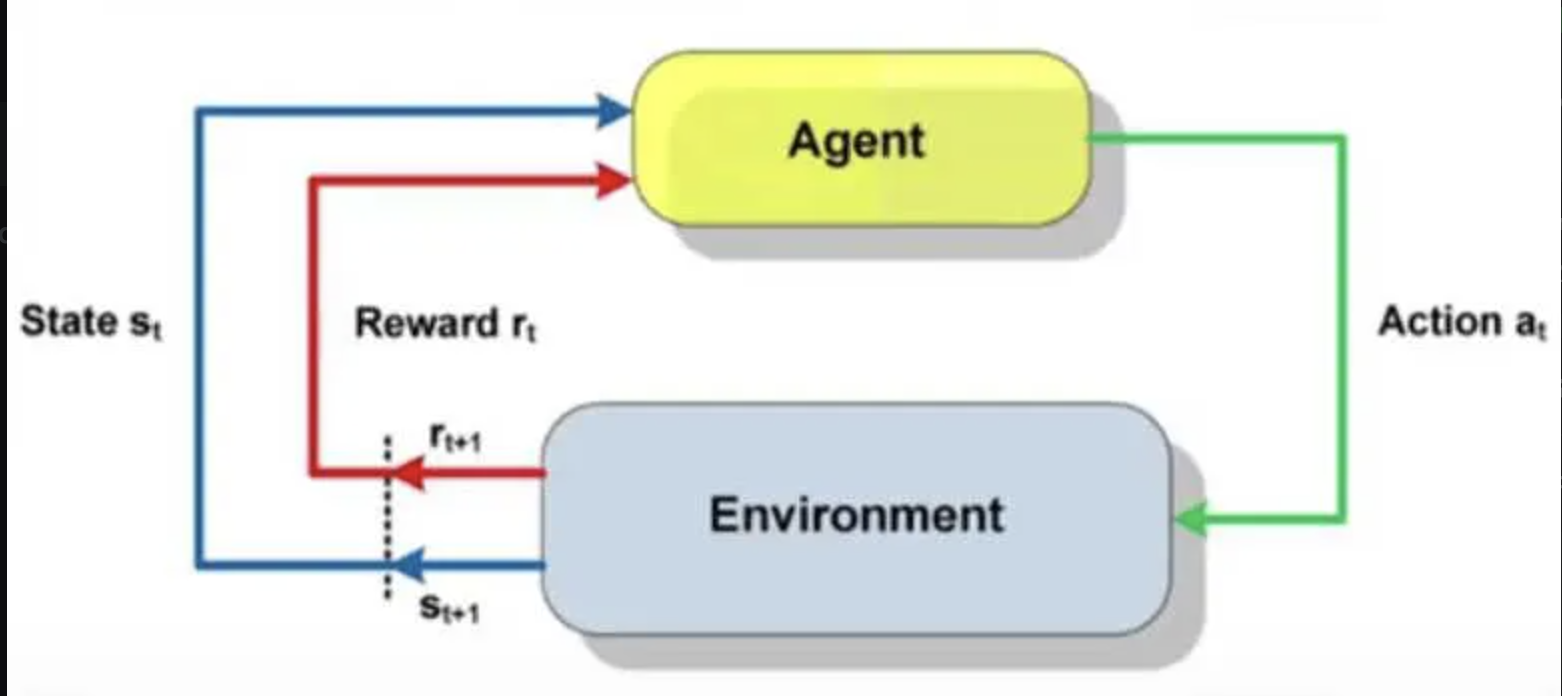 Agent
State sₜ
Reward rₜ
Action aₜ
rₜ₊₁
Environment
sₜ₊₁